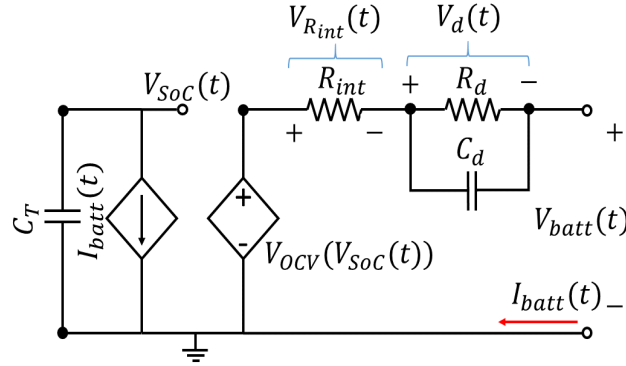 V_{R_{int}}(t) V_d(t)
V_{SoC}(t) R_{int} + R_d −
+ − +
C_d
C_T I_{batt}(t) + -
V_{batt}(t)
V_{OCV}(V_{SoC}(t))
I_{batt}(t) −